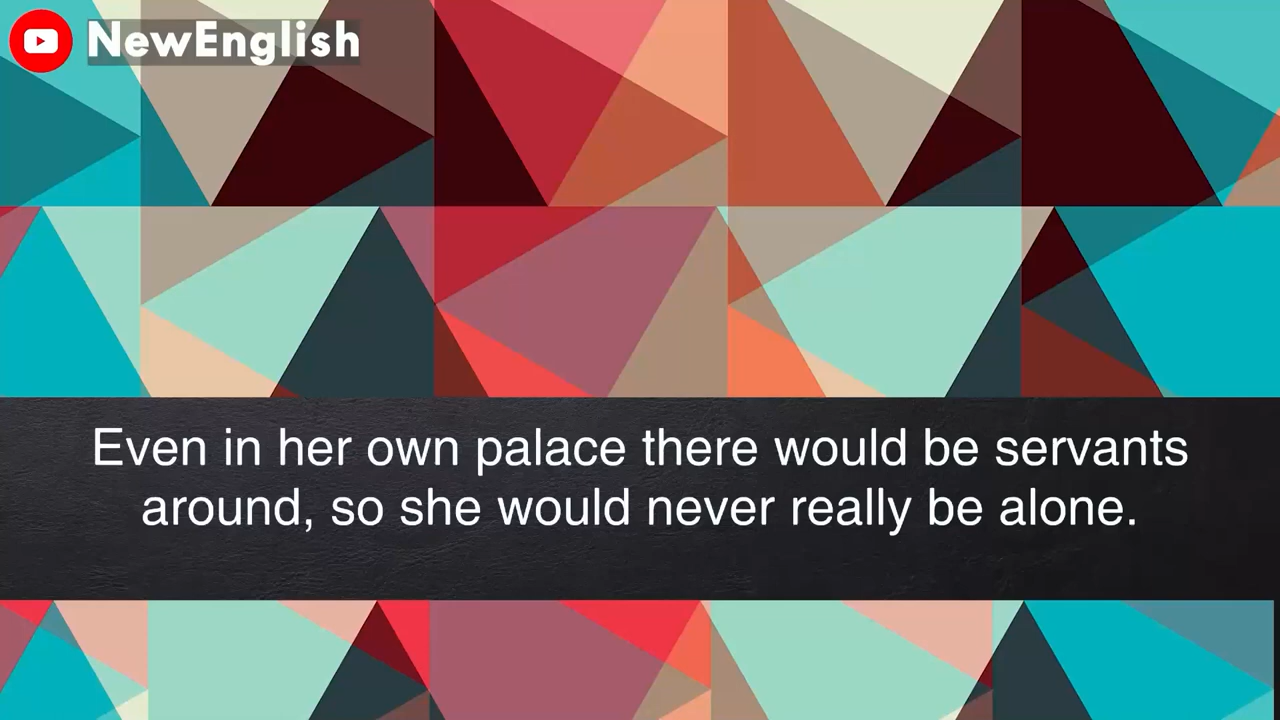 NewEnglish
Even in her own palace there would be servants
around, so she would never really be alone.